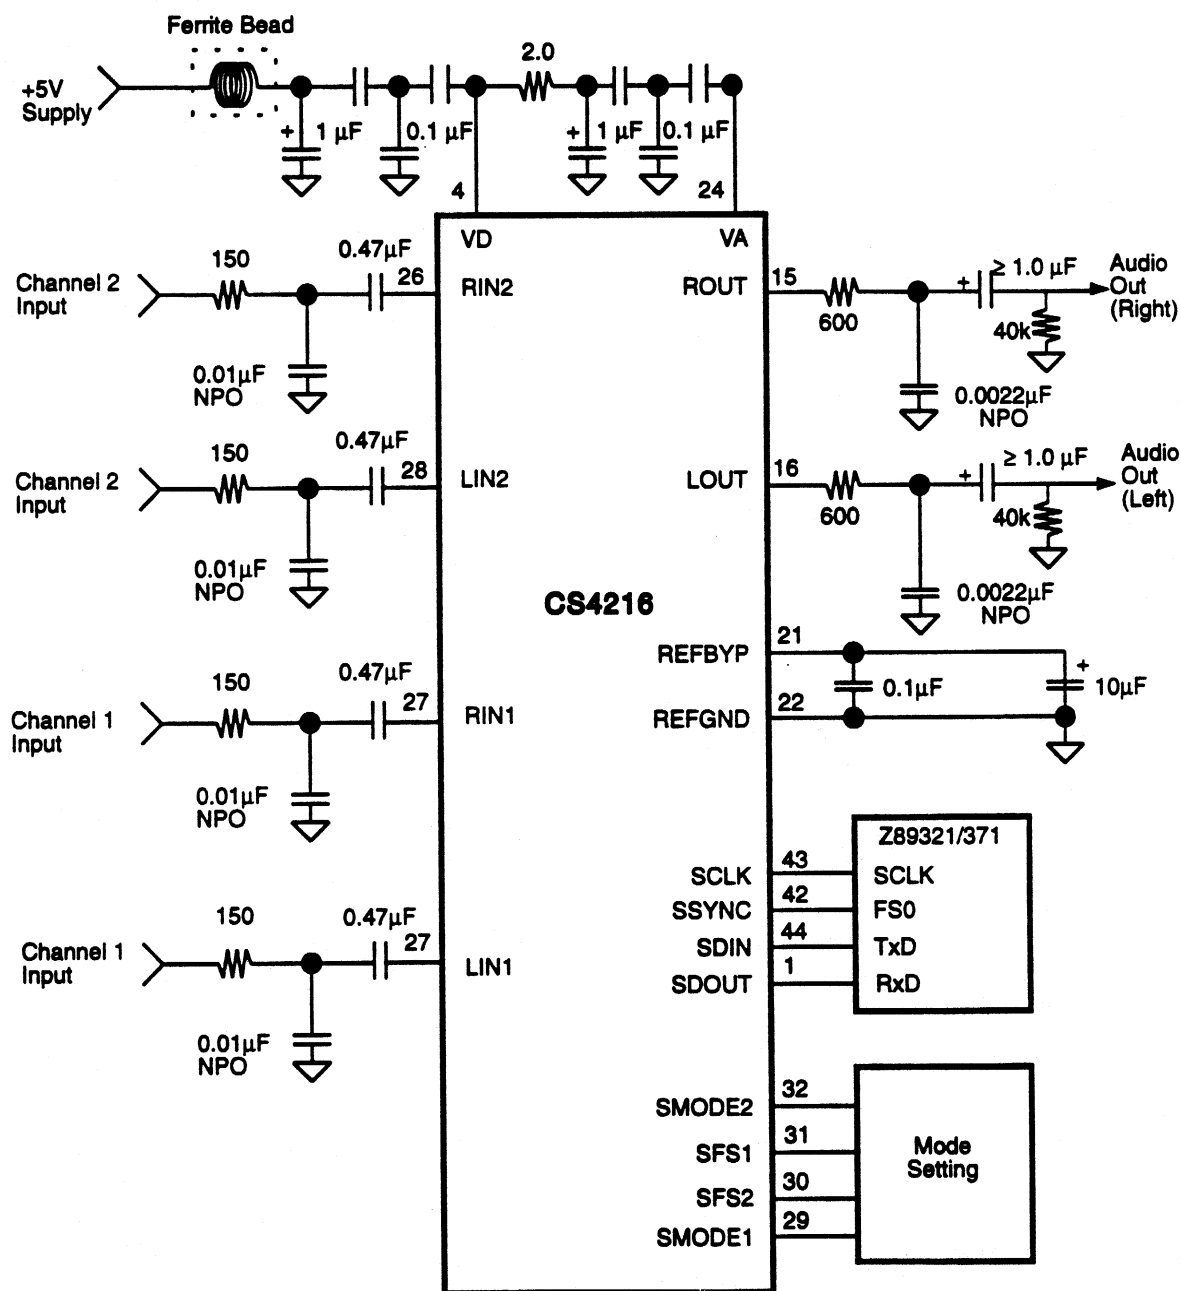 Ferrite Bead
+5V
Supply
2.0
+ 1 µF
0.1 µF
+ 1 µF
0.1 µF
4
24
VD
VA
Channel 2
Input
150
0.47µF
26
RIN2
0.01µF
NPO
Channel 2
Input
150
0.47µF
28
LIN2
0.01µF
NPO
Channel 1
Input
150
0.47µF
27
RIN1
0.01µF
NPO
Channel 1
Input
150
0.47µF
27
LIN1
0.01µF
NPO
CS4216
ROUT
15
600
+
≥ 1.0 µF
Audio
Out
(Right)
40k
0.0022µF
NPO
LOUT
16
600
+
≥ 1.0 µF
Audio
Out
(Left)
40k
0.0022µF
NPO
REFBYP
21
0.1µF
+
10µF
REFGND
22
Z89321/371
SCLK
43
SCLK
SSYNC
42
FS0
SDIN
44
TxD
SDOUT
1
RxD
SMODE2
32
SFS1
31
SFS2
30
SMODE1
29
Mode
Setting